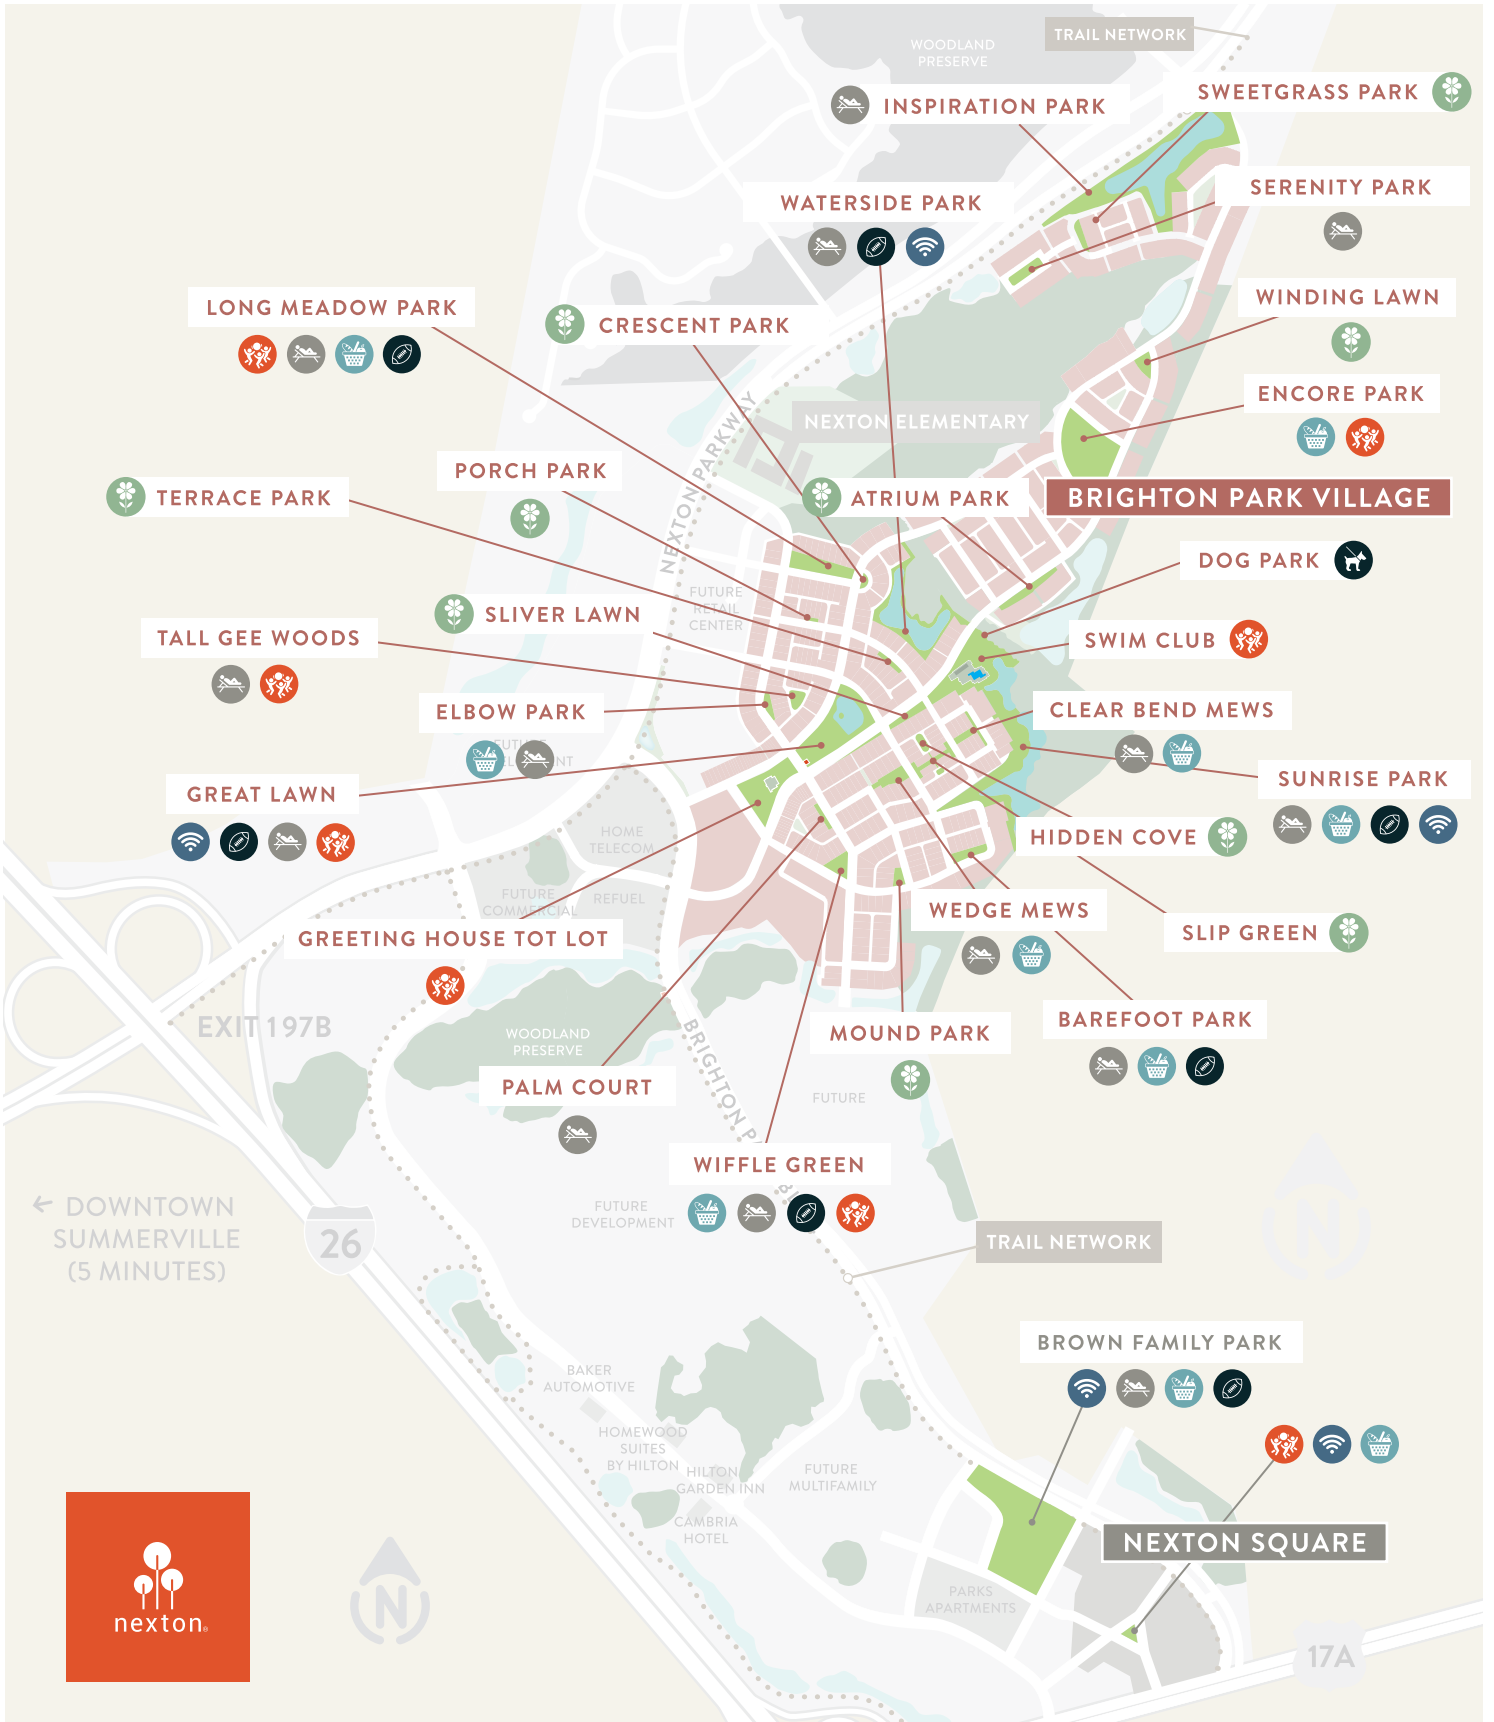 TRAIL NETWORK
WOODLAND
PRESERVE
SWEETGRASS PARK
INSPIRATION PARK
SERENITY PARK
WATERSIDE PARK
WINDING LAWN
LONG MEADOW PARK
CRESCENT PARK
ENCORE PARK
NEXTON PARKWAY
NEXTON ELEMENTARY
PORCH PARK
TERRACE PARK
ATRIUM PARK
BRIGHTON PARK VILLAGE
DOG PARK
FUTURE
RETAIL
CENTER
SLIVER LAWN
TALL GEE WOODS
SWIM CLUB
ELBOW PARK
CLEAR BEND MEWS
GREAT LAWN
SUNRISE PARK
HOME
TELECOM
HIDDEN COVE
FUTURE
COMMERCIAL
REFUEL
WEDGE MEWS
SLIP GREEN
GREETING HOUSE TOT LOT
EXIT 197B
WOODLAND
PRESERVE
BRIGHTON
MOUND PARK
BAREFOOT PARK
PALM COURT
FUTURE
WIFFLE GREEN
DOWNTOWN
SUMMERVILLE
(5 MINUTES)
26
FUTURE
DEVELOPMENT
TRAIL NETWORK
N
BROWN FAMILY PARK
BAKER
AUTOMOTIVE
HOMEWOOD
SUITES
BY HILTON
HILTON
GARDEN INN
FUTURE
MULTIFAMILY
CAMBRIA
HOTEL
NEXTON SQUARE
PARKS
APARTMENTS
N
nexton
17A